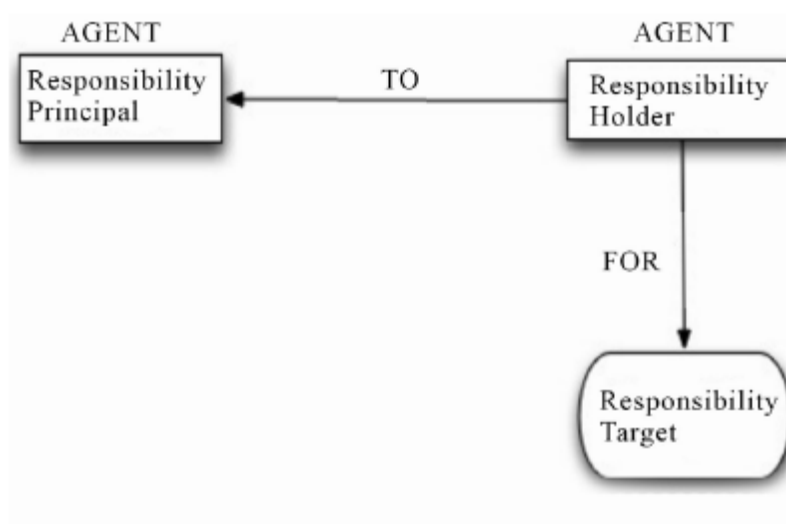 AGENT
AGENT
Responsibility
Principal
TO
Responsibility
Holder
FOR
Responsibility
Target